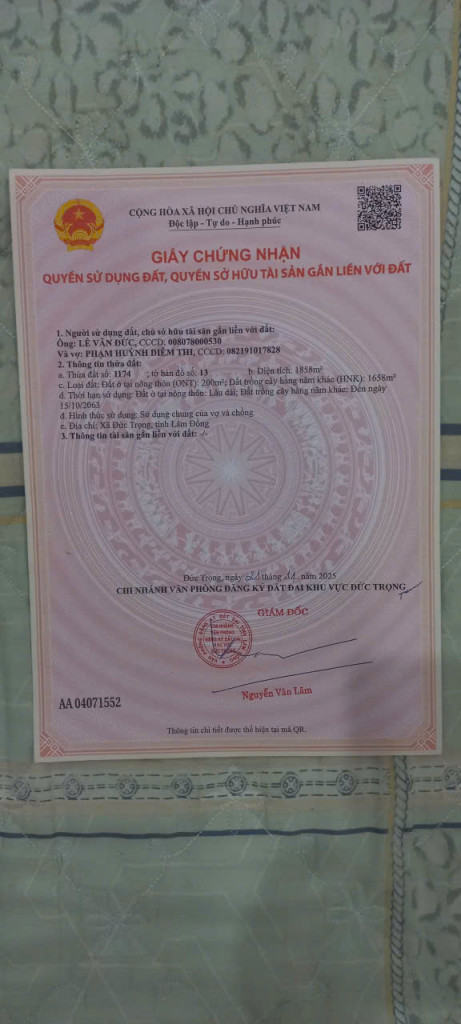 CỘNG HÒA XÃ HỘI CHỦ NGHĨA VIỆT NAM
Độc lập - Tự do - Hạnh phúc
GIẤY CHỨNG NHẬN
QUYỀN SỬ DỤNG ĐẤT, QUYỀN SỞ HỮU TÀI SẢN GẮN LIỀN VỚI ĐẤT
1. Người sử dụng đất, chủ sở hữu tài sản gắn liền với đất:
Ông: LÊ VĂN ĐỨC, CCCD: 008078000530
Và vợ: PHẠM HUỲNH DIỄM THI, CCCD: 082191017828
2. Thông tin thửa đất:
a. Thửa đất số: 1174 ; tờ bản đồ số: 13 b. Diện tích: 1858m²
c. Loại đất: Đất ở tại nông thôn (ONT): 200m²; Đất trồng cây hàng năm khác (HNK): 1658m²
d. Thời hạn sử dụng: Đất ở tại nông thôn: Lâu dài; Đất trồng cây hàng năm khác: Đến ngày
15/10/2063
đ. Hình thức sử dụng: Sử dụng chung của vợ và chồng
e. Địa chỉ: Xã Đức Trọng, tỉnh Lâm Đồng
3. Thông tin tài sản gắn liền với đất: -/-
Đức Trọng, ngày tháng năm 2025
CHI NHÁNH VĂN PHÒNG ĐĂNG KÝ ĐẤT ĐAI KHU VỰC ĐỨC TRỌNG
GIÁM ĐỐC
Nguyễn Văn Lâm
AA 04071552
Thông tin chi tiết được thể hiện tại mã QR.